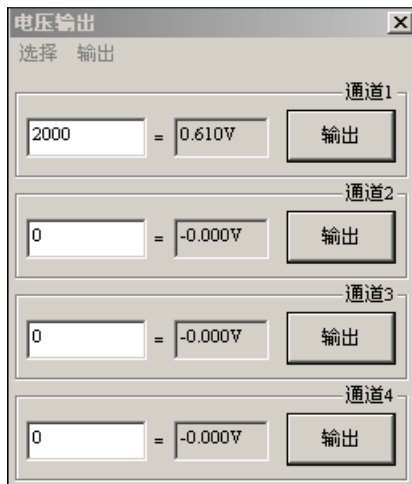 电压输出
选择 输出
通道1
2000 = 0.610V 输出
通道2
0 = -0.000V 输出
通道3
0 = -0.000V 输出
通道4
0 = -0.000V 输出